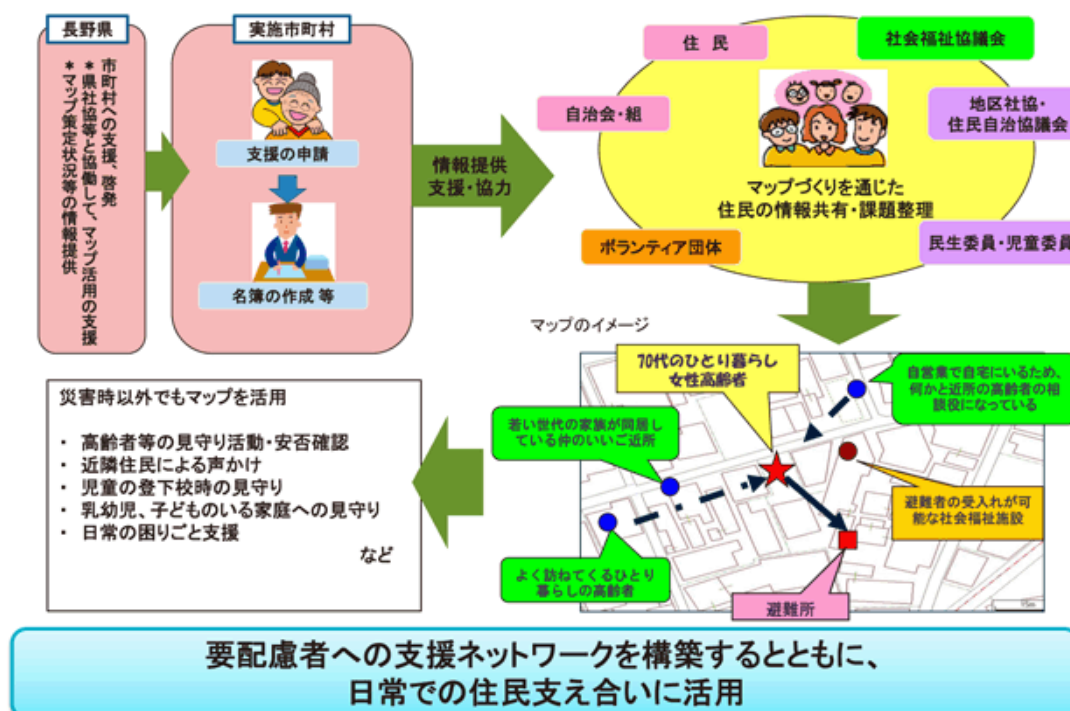 長野県
市町村への支援、啓発
*県社協等と協働して、マップ活用の支援
*マップ策定状況等の情報提供
実施市町村
支援の申請
名簿の作成 等
情報提供
支援・協力
住 民
社会福祉協議会
自治会・組
地区社協・
住民自治協議会
マップづくりを通じた
住民の情報共有・課題整理
ボランティア団体
民生委員・児童委員
マップのイメージ
70代のひとり暮らし
女性高齢者
自営業で自宅にいるため、
何かと近所の高齢者の相
談役になっている
若い世代の家族が同居し
ている仲のいいご近所
避難者の受入れが可
能な社会福祉施設
よく訪ねてくるひとり
暮らしの高齢者
避難所
災害時以外でもマップを活用
・ 高齢者等の見守り活動・安否確認
・ 近隣住民による声かけ
・ 児童の登下校時の見守り
・ 乳幼児、子どものいる家庭への見守り
・ 日常の困りごと支援
など
要配慮者への支援ネットワークを構築するとともに、
日常での住民支え合いに活用